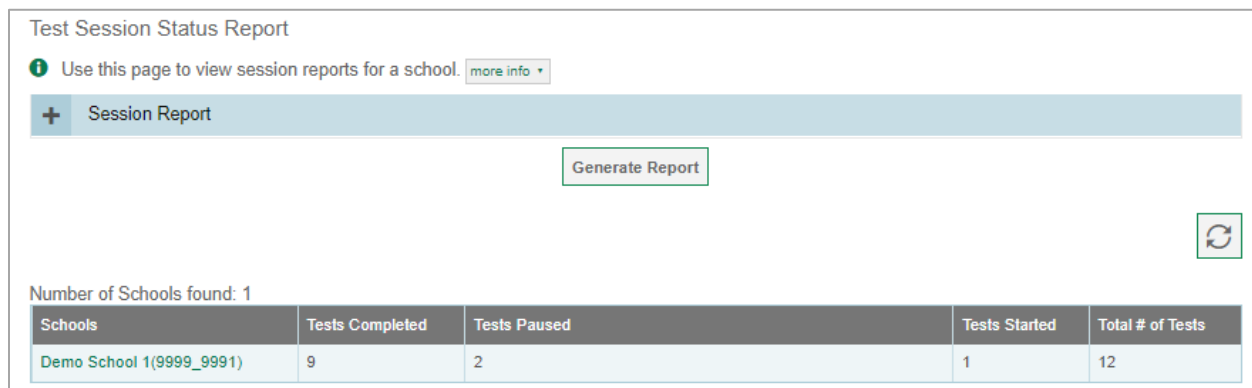 Test Session Status Report
Use this page to view session reports for a school. more info
Session Report
Generate Report
Number of Schools found: 1
Schools Tests Completed Tests Paused Tests Started Total # of Tests
Demo School 1(9999_9991) 9 2 1 12